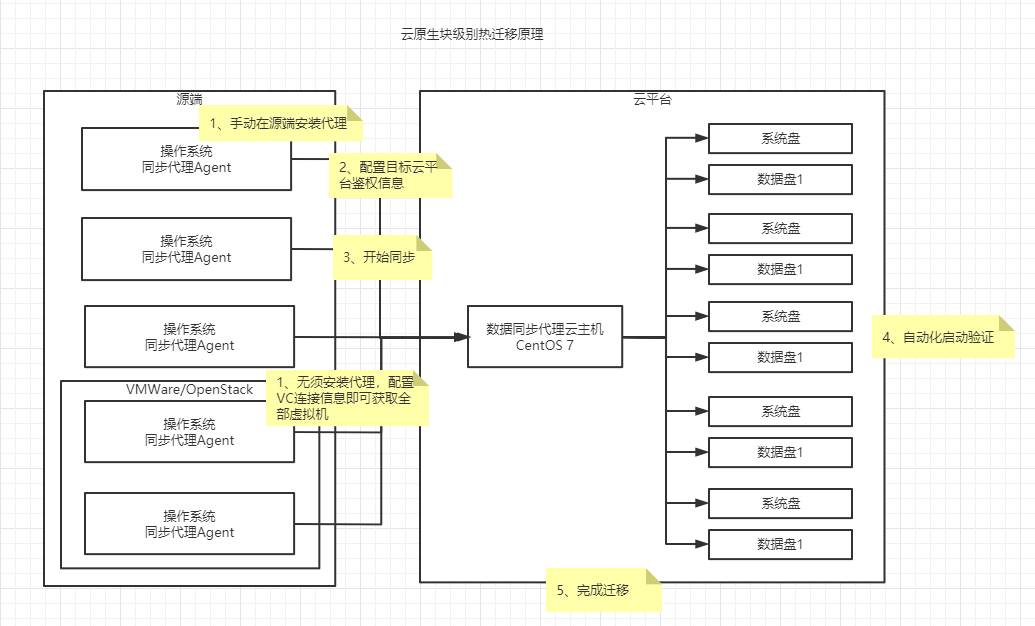 云原生块级别热迁移原理
源端
1、手动在源端安装代理
操作系统
同步代理Agent
2、配置目标云平
台鉴权信息
操作系统
同步代理Agent
3、开始同步
操作系统
同步代理Agent
VMWare/OpenStack
1、无须安装代理，配置
VC连接信息即可获取全
部虚拟机
操作系统
同步代理Agent
操作系统
同步代理Agent
云平台
数据同步代理云主机
CentOS 7
系统盘
数据盘1
系统盘
数据盘1
系统盘
数据盘1
系统盘
数据盘1
系统盘
数据盘1
4、自动化启动验证
5、完成迁移